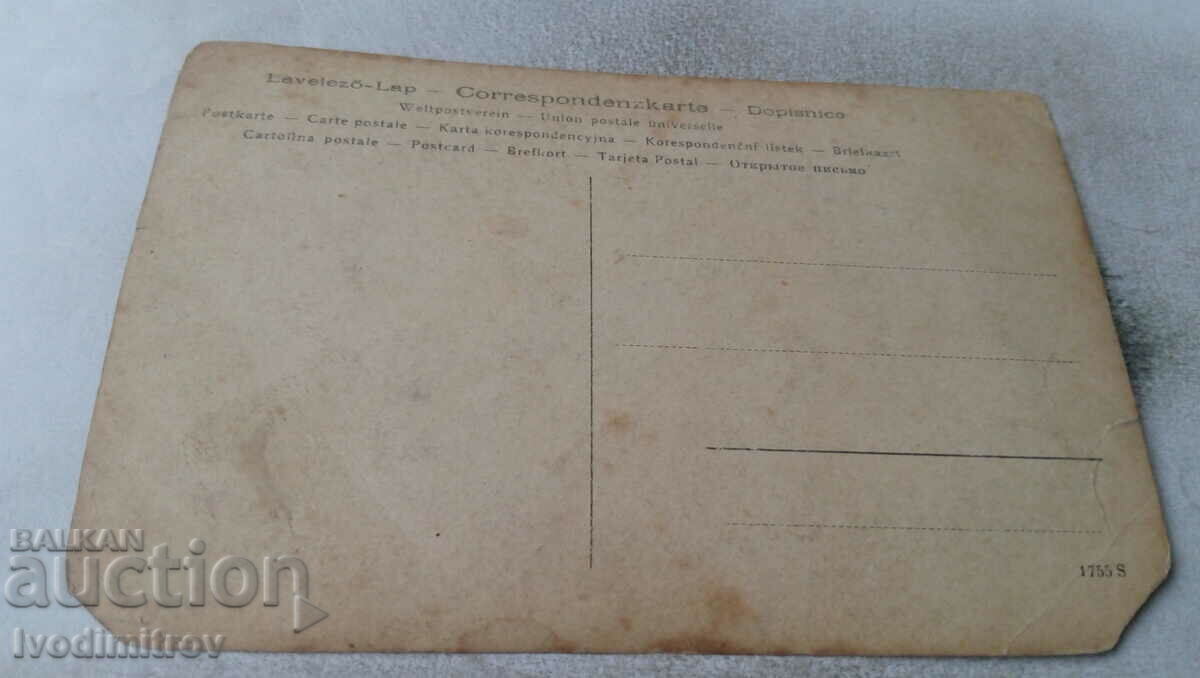 Levelező-Lap — Correspondenzkarte — Dopisnica
Weltpostverein — Union postale universelle
Postkarte — Carte postale — Karta korespondencyjna — Korespondenční lístek — Briefkaart
Cartolina postale — Postcard — Brefkort — Tarjeta Postal — Открытое письмо
1755 S
BALKAN
auction
Ivodimitrov